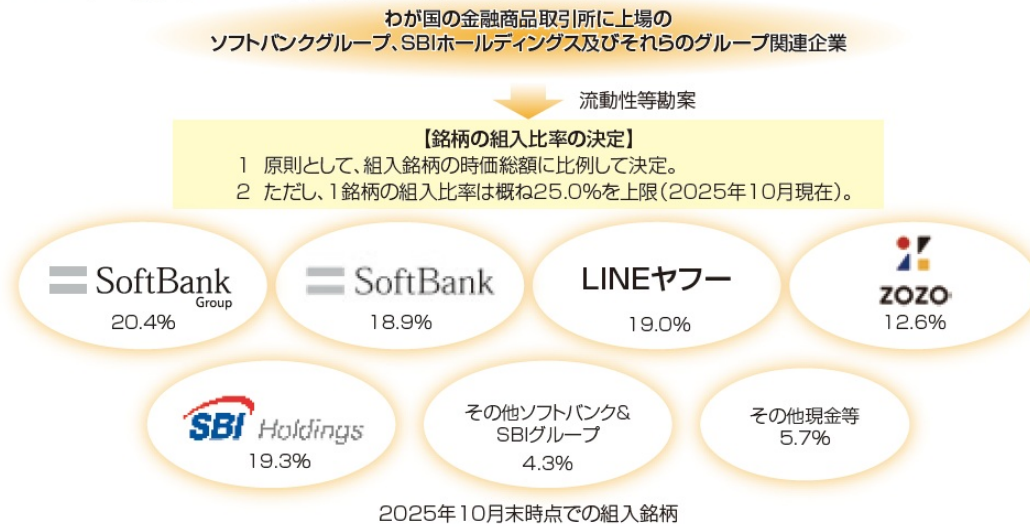 わが国の金融商品取引所に上場の
ソフトバンクグループ、SBIホールディングス及びそれらのグループ関連企業
流動性等勘案
【銘柄の組入比率の決定】
1 原則として、組入銘柄の時価総額に比例して決定。
2 ただし、1銘柄の組入比率は概ね25.0%を上限(2025年10月現在)。
SoftBank
Group
20.4%
SoftBank
18.9%
LINEヤフー
19.0%
ZOZO
12.6%
SBI Holdings
19.3%
その他ソフトバンク&
SBIグループ
4.3%
その他現金等
5.7%
2025年10月末時点での組入銘柄